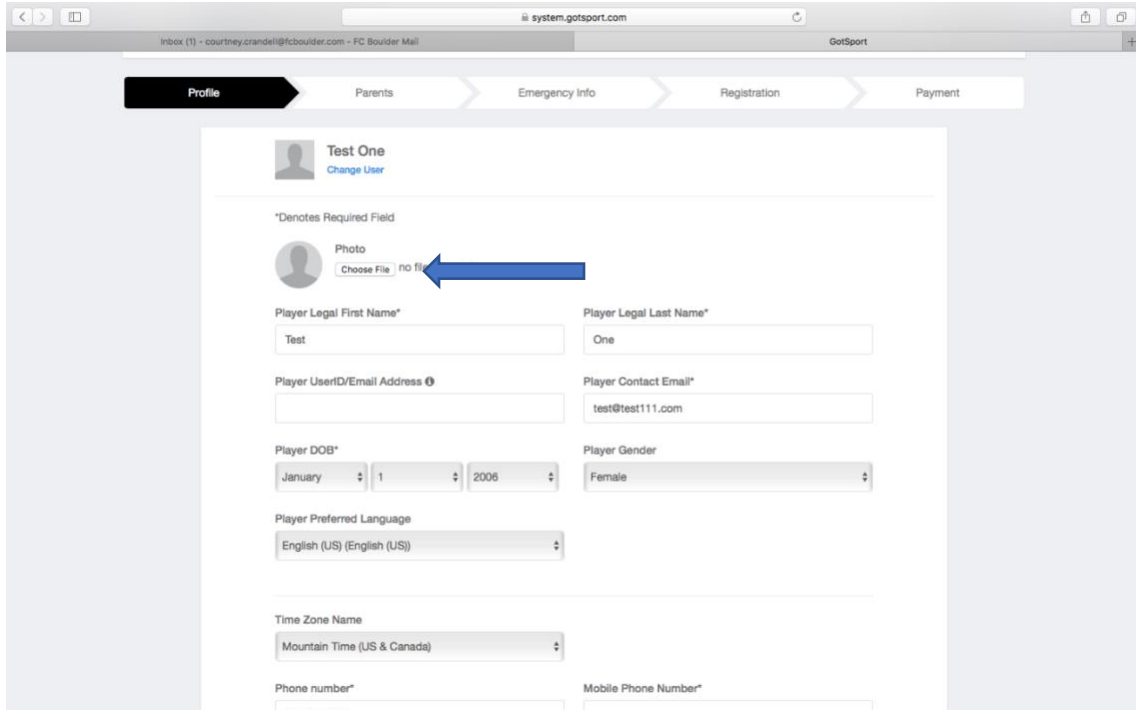 system.gotsport.com
Inbox (1) - courtney.crandell@fcboulder.com - FC Boulder Mail
GotSport
Profile
Parents
Emergency Info
Registration
Payment
Test One
Change User
*Denotes Required Field
Photo
Choose File no file
Player Legal First Name*
Player Legal Last Name*
Test
One
Player UserID/Email Address
Player Contact Email*
test@test111.com
Player DOB*
Player Gender
January
1
2006
Female
Player Preferred Language
English (US) (English (US))
Time Zone Name
Mountain Time (US & Canada)
Phone number*
Mobile Phone Number*